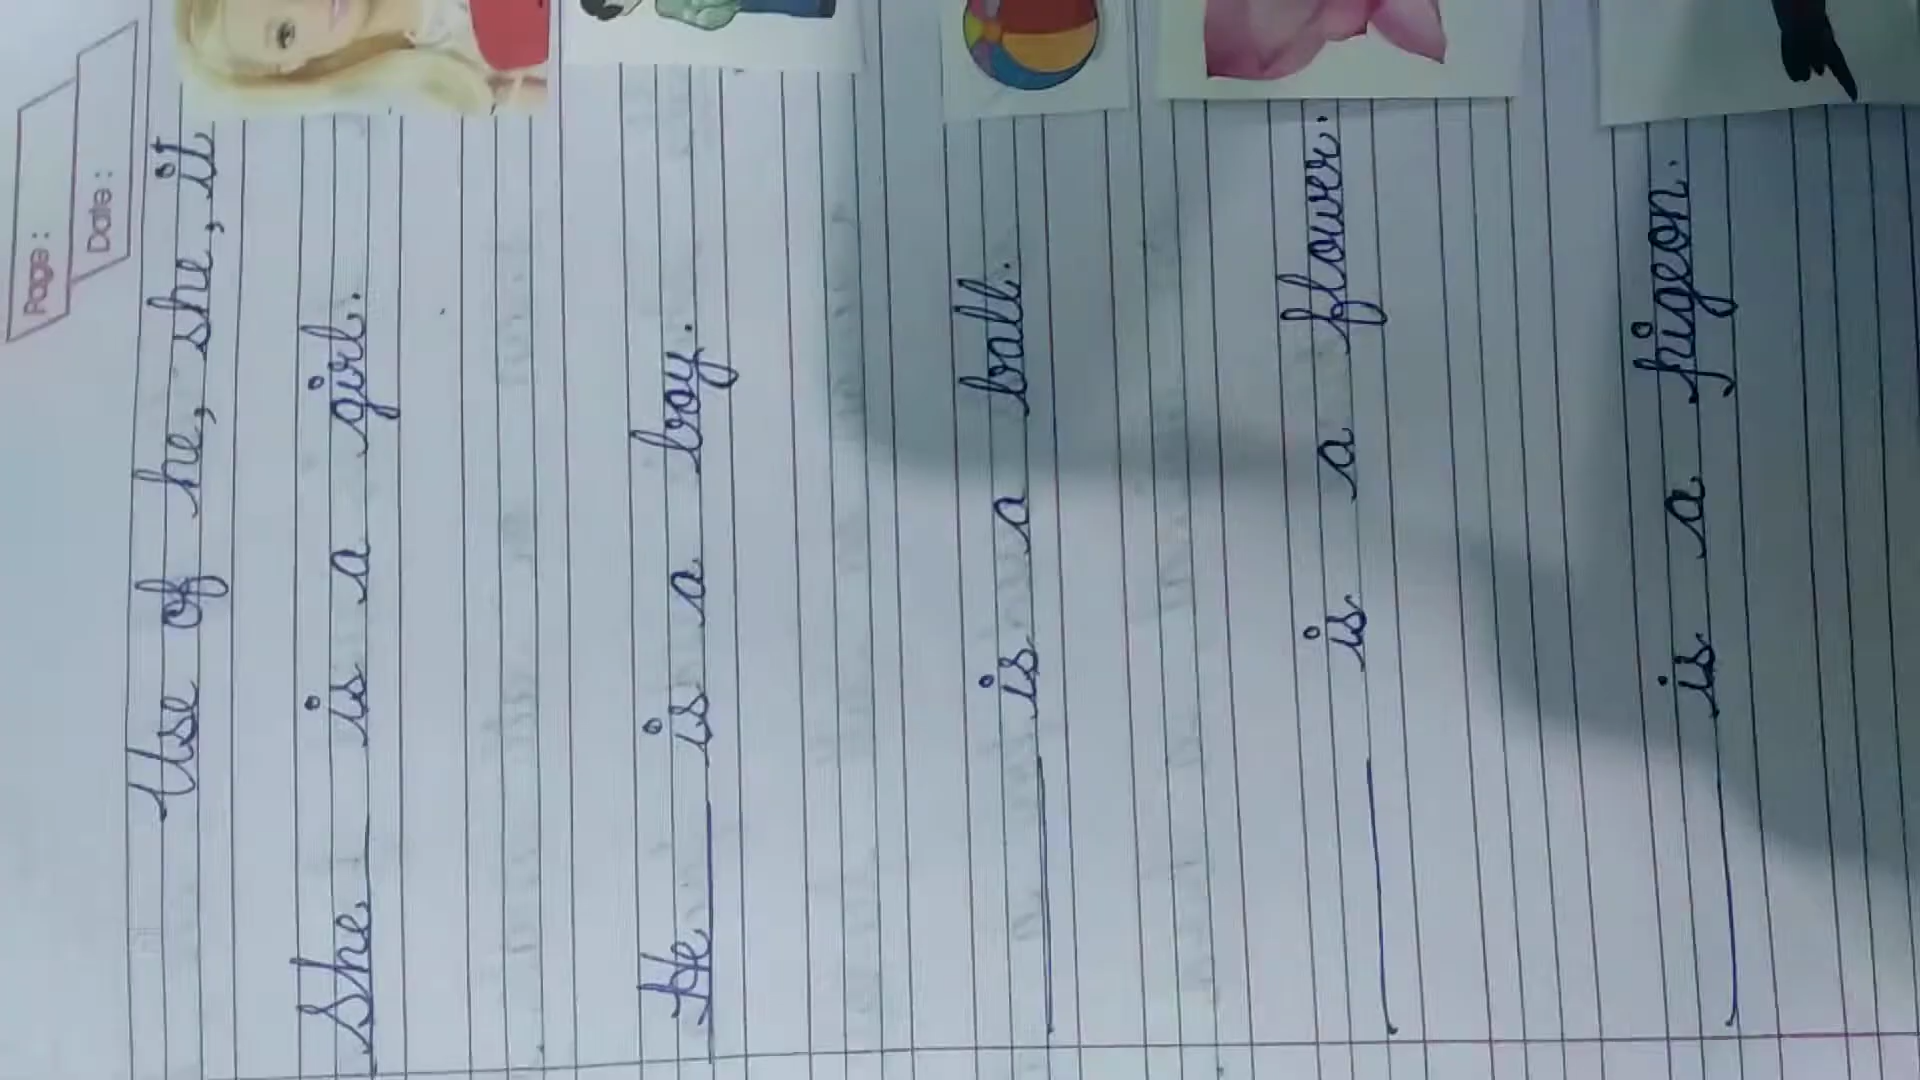 Page:
Date:
Use of he, she, it
She is a girl.
He is a boy.
is a ball.
is a flower.
is a pigeon.